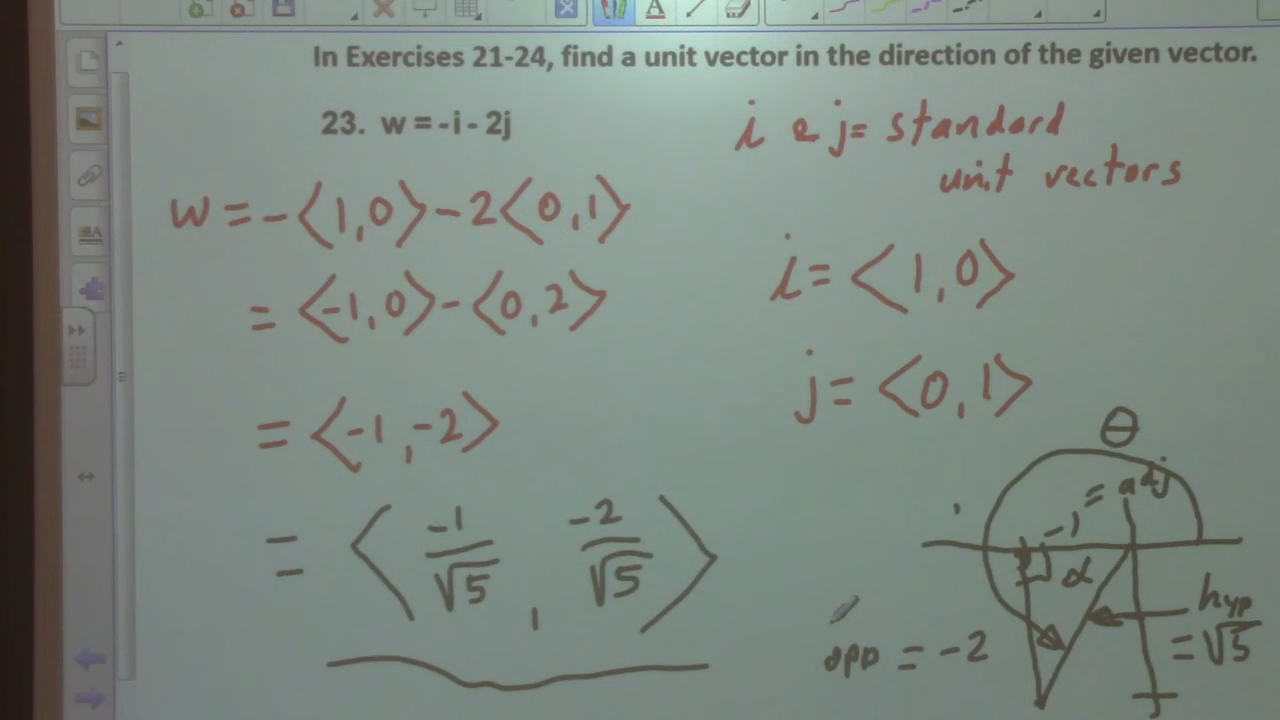 In Exercises 21-24, find a unit vector in the direction of the given vector.
23. w = -i - 2j
i & j = standard
unit vectors
w = -⟨1,0⟩ - 2⟨0,1⟩
= ⟨-1,0⟩ - ⟨0,2⟩
= ⟨-1,-2⟩
= ⟨-1/√5, -2/√5⟩
i = ⟨1,0⟩
j = ⟨0,1⟩
θ
-1 = adj
α
hyp
= √5
opp = -2